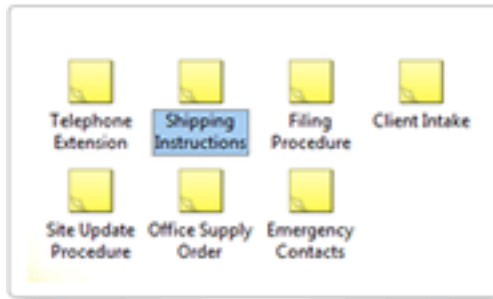 Telephone
Extension
Shipping
Instructions
Filing
Procedure
Client Intake
Site Update
Procedure
Office Supply
Order
Emergency
Contacts